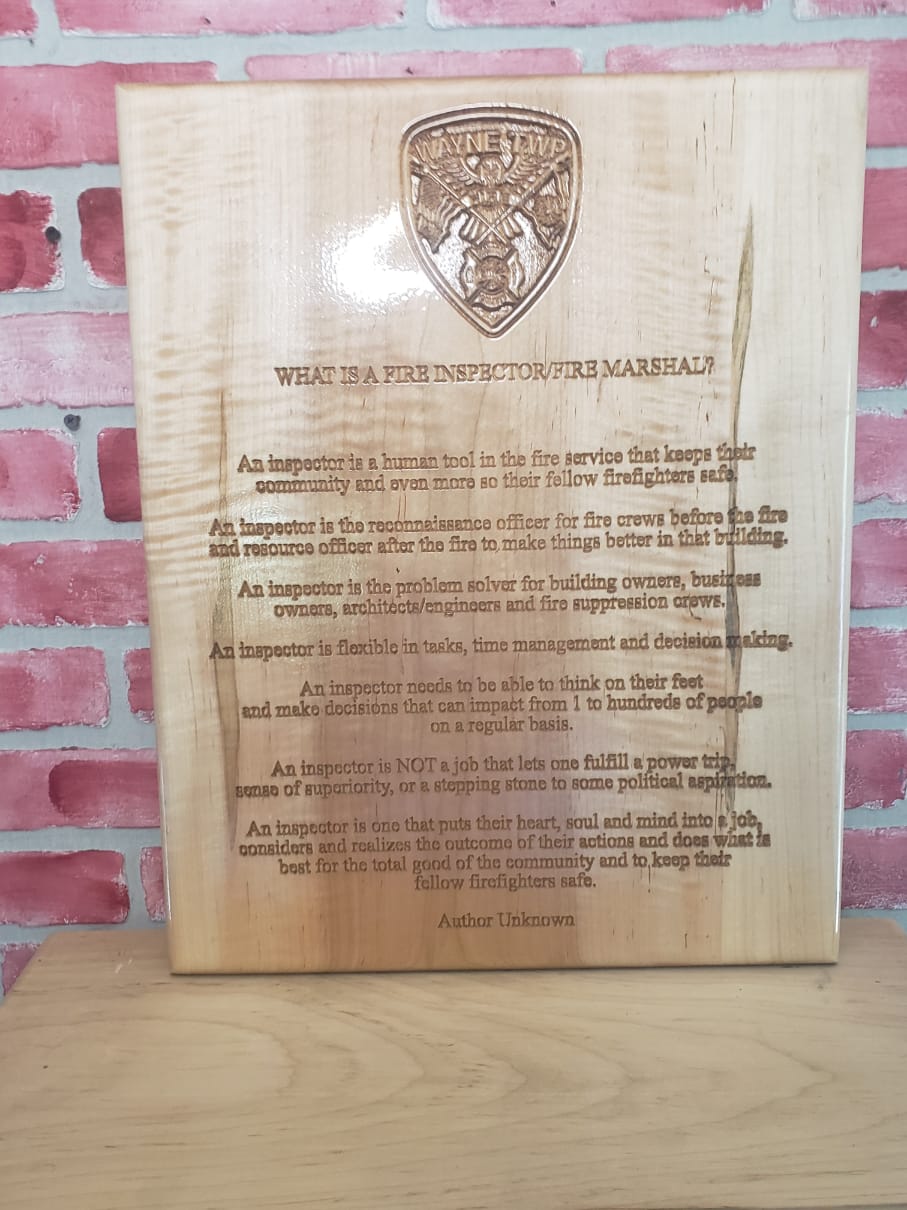 WAYNE TWP
WHAT IS A FIRE INSPECTOR/FIRE MARSHAL?
An inspector is a human tool in the fire service that keeps their
community and even more so their fellow firefighters safe.
An inspector is the reconnaissance officer for fire crews before the fire
and resource officer after the fire to make things better in that building.
An inspector is the problem solver for building owners, business
owners, architects/engineers and fire suppression crews.
An inspector is flexible in tasks, time management and decision making.
An inspector needs to be able to think on their feet
and make decisions that can impact from 1 to hundreds of people
on a regular basis.
An inspector is NOT a job that lets one fulfill a power trip,
sense of superiority, or a stepping stone to some political aspiration.
An inspector is one that puts their heart, soul and mind into a job,
considers and realizes the outcome of their actions and does what is
best for the total good of the community and to keep their
fellow firefighters safe.
Author Unknown